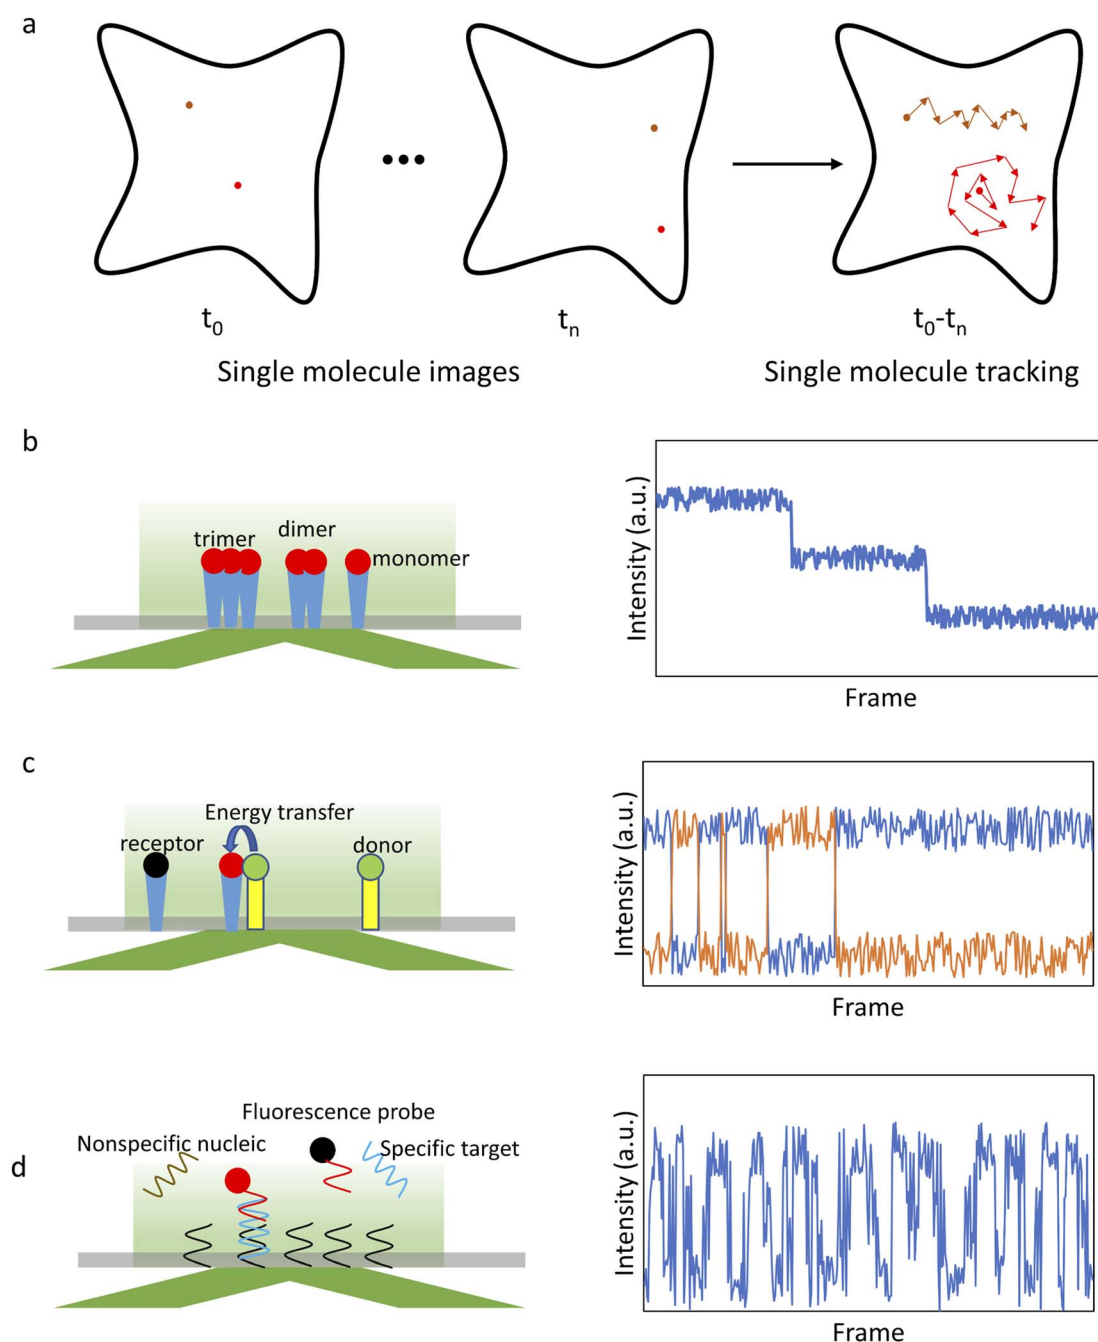 a
t0
tn
t0-tn
Single molecule images
Single molecule tracking
b
trimer
dimer
monomer
Intensity (a.u.)
Frame
c
Energy transfer
receptor
donor
Intensity (a.u.)
Frame
d
Fluorescence probe
Nonspecific nucleic
Specific target
Intensity (a.u.)
Frame